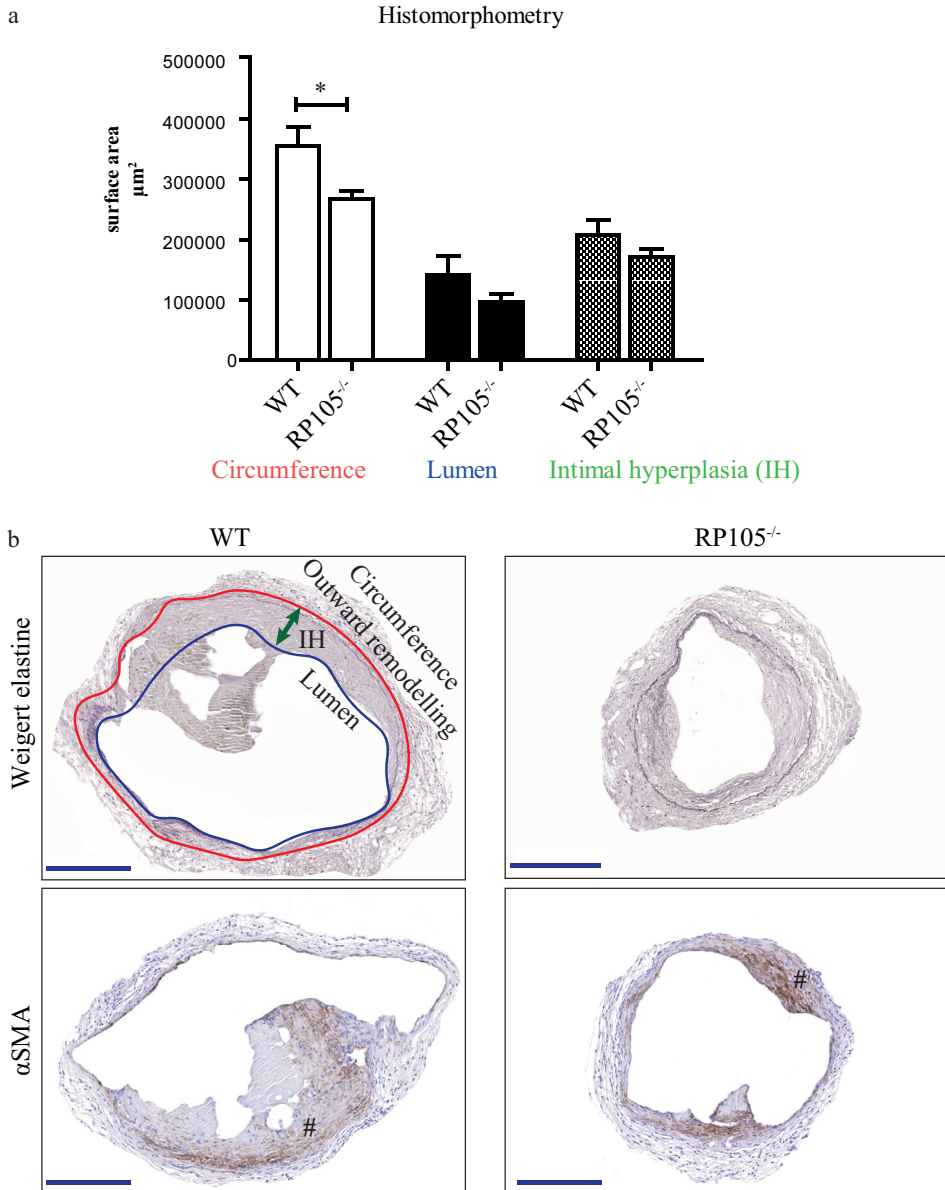 a
Histomorphometry
surface area
µm²
500000
400000
300000
200000
100000
0
*
WT
RP105-/-
WT
RP105-/-
WT
RP105-/-
Circumference
Lumen
Intimal hyperplasia (IH)
b
WT
RP105-/-
Weigert elastine
Circumference
Outward remodelling
IH
Lumen
αSMA
#
#